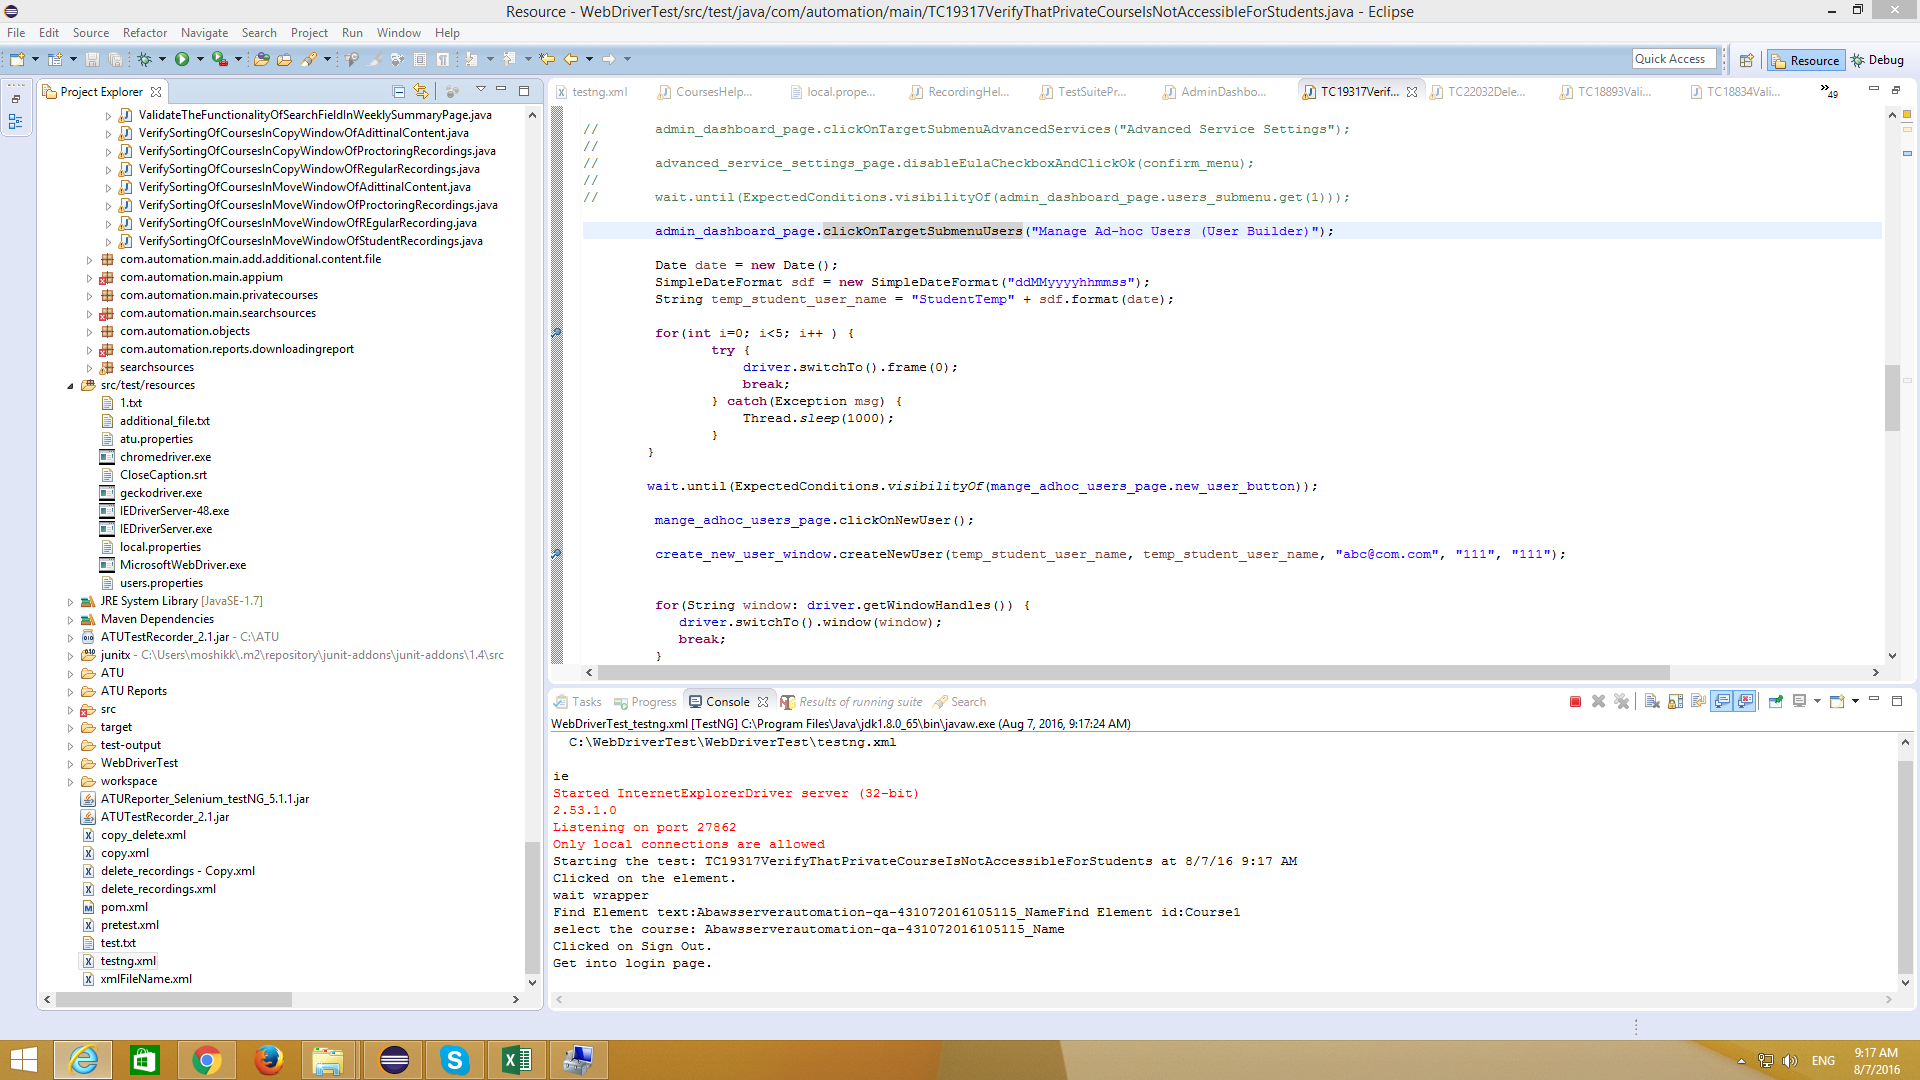 Resource - WebDriverTest/src/test/java/com/automation/main/TC19317VerifyThatPrivateCourseIsNotAccessibleForStudents.java - Eclipse
File Edit Source Refactor Navigate Search Project Run Window Help
Quick Access
Resource
Debug
Project Explorer
ValidateTheFunctionalityOfSearchFieldInWeeklySummaryPage.java
VerifySortingOfCoursesInCopyWindowOfAdittinalContent.java
VerifySortingOfCoursesInCopyWindowOfProctoringRecordings.java
VerifySortingOfCoursesInCopyWindowOfRegularRecordings.java
VerifySortingOfCoursesInMoveWindowOfAdittinalContent.java
VerifySortingOfCoursesInMoveWindowOfProctoringRecordings.java
VerifySortingOfCoursesInMoveWindowOfREgularRecording.java
VerifySortingOfCoursesInMoveWindowOfStudentRecordings.java
com.automation.main.add.additional.content.file
com.automation.main.appium
com.automation.main.privatecourses
com.automation.main.searchsources
com.automation.objects
com.automation.reports.downloadingreport
searchsources
src/test/resources
1.txt
additional_file.txt
atu.properties
chromedriver.exe
CloseCaption.srt
geckodriver.exe
IEDriverServer-48.exe
IEDriverServer.exe
local.properties
MicrosoftWebDriver.exe
users.properties
JRE System Library [JavaSE-1.7]
Maven Dependencies
ATUTestRecorder_2.1.jar - C:\ATU
junitx - C:\Users\moshikk\.m2\repository\junit-addons\junit-addons\1.4\src
ATU
ATU Reports
src
target
test-output
WebDriverTest
workspace
ATUReporter_Selenium_testNG_5.1.1.jar
ATUTestRecorder_2.1.jar
copy_delete.xml
copy.xml
delete_recordings - Copy.xml
delete_recordings.xml
pom.xml
pretest.xml
test.txt
testng.xml
xmlFileName.xml
testng.xml CoursesHelp... local.prope... RecordingHel... TestSuitePr... AdminDashbo... TC19317Verif... TC22032Dele... TC18893Vali... TC18834Vali... »49
// admin_dashboard_page.clickOnTargetSubmenuAdvancedServices("Advanced Service Settings");
//
// advanced_service_settings_page.disableEulaCheckboxAndClickOk(confirm_menu);
//
// wait.until(ExpectedConditions.visibilityOf(admin_dashboard_page.users_submenu.get(1)));
admin_dashboard_page.clickOnTargetSubmenuUsers("Manage Ad-hoc Users (User Builder)");
Date date = new Date();
SimpleDateFormat sdf = new SimpleDateFormat("ddMMyyyyhhmmss");
String temp_student_user_name = "StudentTemp" + sdf.format(date);
for(int i=0; i<5; i++ ) {
try {
driver.switchTo().frame(0);
break;
} catch(Exception msg) {
Thread.sleep(1000);
}
}
wait.until(ExpectedConditions.visibilityOf(mange_adhoc_users_page.new_user_button));
mange_adhoc_users_page.clickOnNewUser();
create_new_user_window.createNewUser(temp_student_user_name, temp_student_user_name, "abc@com.com", "111", "111");
for(String window: driver.getWindowHandles()) {
driver.switchTo().window(window);
break;
}
Tasks Progress Console Results of running suite Search
WebDriverTest_testng.xml [TestNG] C:\Program Files\Java\jdk1.8.0_65\bin\javaw.exe (Aug 7, 2016, 9:17:24 AM)
C:\WebDriverTest\WebDriverTest\testng.xml
ie
Started InternetExplorerDriver server (32-bit)
2.53.1.0
Listening on port 27862
Only local connections are allowed
Starting the test: TC19317VerifyThatPrivateCourseIsNotAccessibleForStudents at 8/7/16 9:17 AM
Clicked on the element.
wait wrapper
Find Element text:Abawsserverautomation-qa-431072016105115_NameFind Element id:Course1
select the course: Abawsserverautomation-qa-431072016105115_Name
Clicked on Sign Out.
Get into login page.
ENG
9:17 AM
8/7/2016